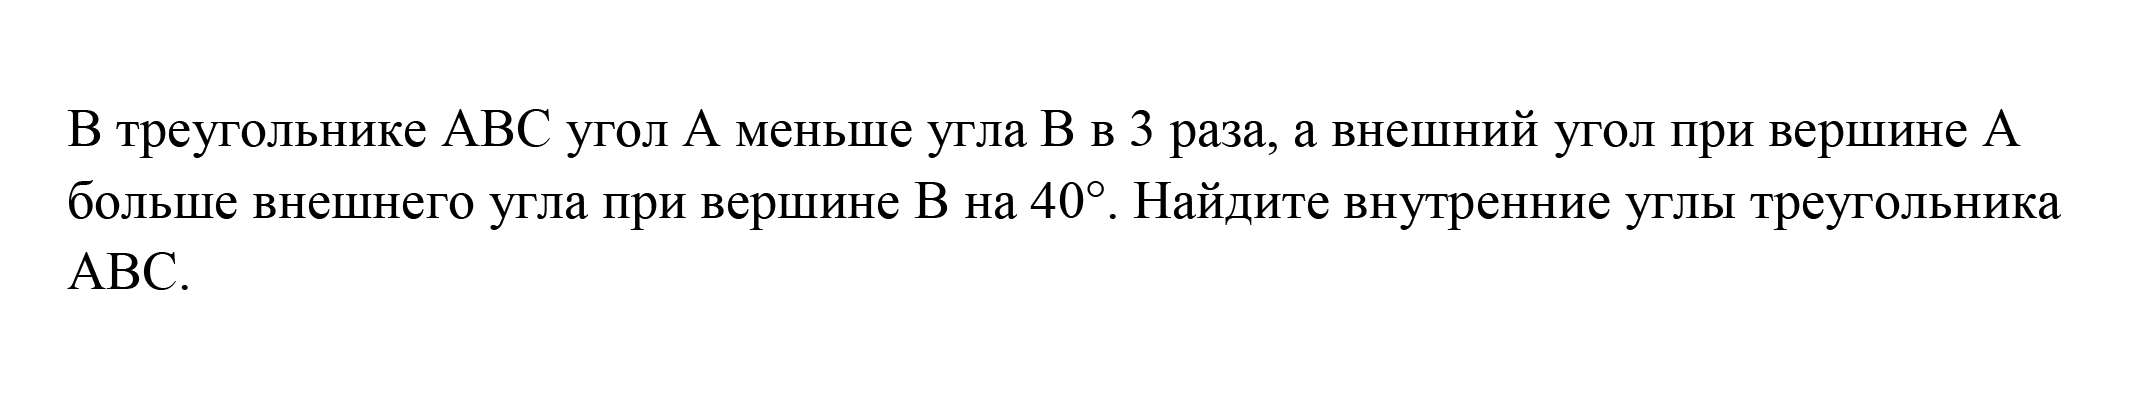 В треугольнике АВС угол А меньше угла В в 3 раза, а внешний угол при вершине А
больше внешнего угла при вершине В на 40°. Найдите внутренние углы треугольника
АВС.